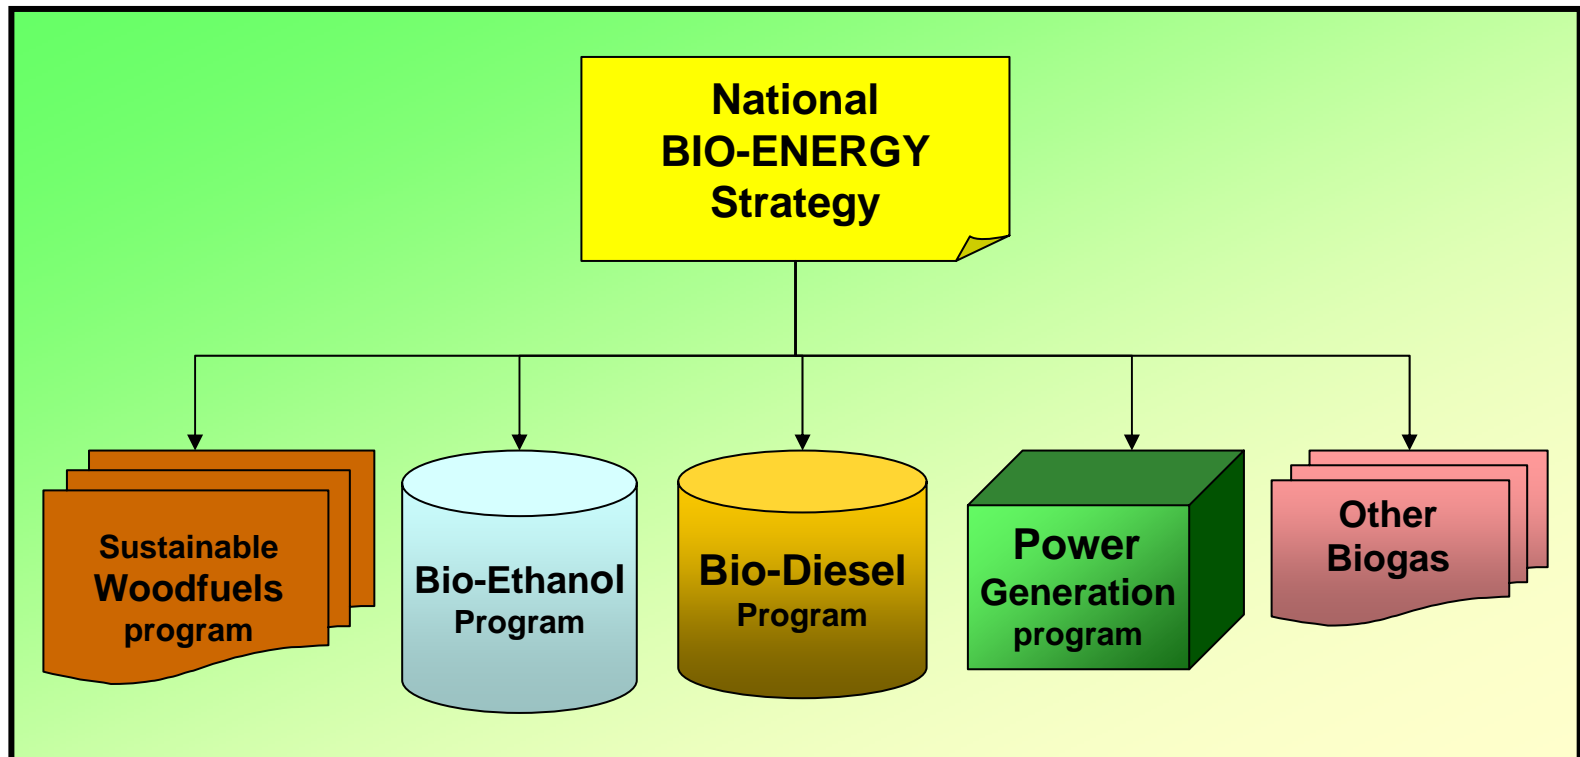 National
BIO-ENERGY
Strategy
Sustainable
Woodfuels
program
Bio-Ethanol
Program
Bio-Diesel
Program
Power
Generation
program
Other
Biogas